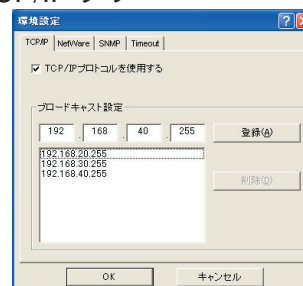 環境設定
TCP/IP NetWare SNMP Timeout
TCP/IPプロトコルを使用する
ブロードキャスト設定
192 . 168 . 40 . 255 登録(A)
192.168.20.255
192.168.30.255
192.168.40.255
削除(D)
OK キャンセル